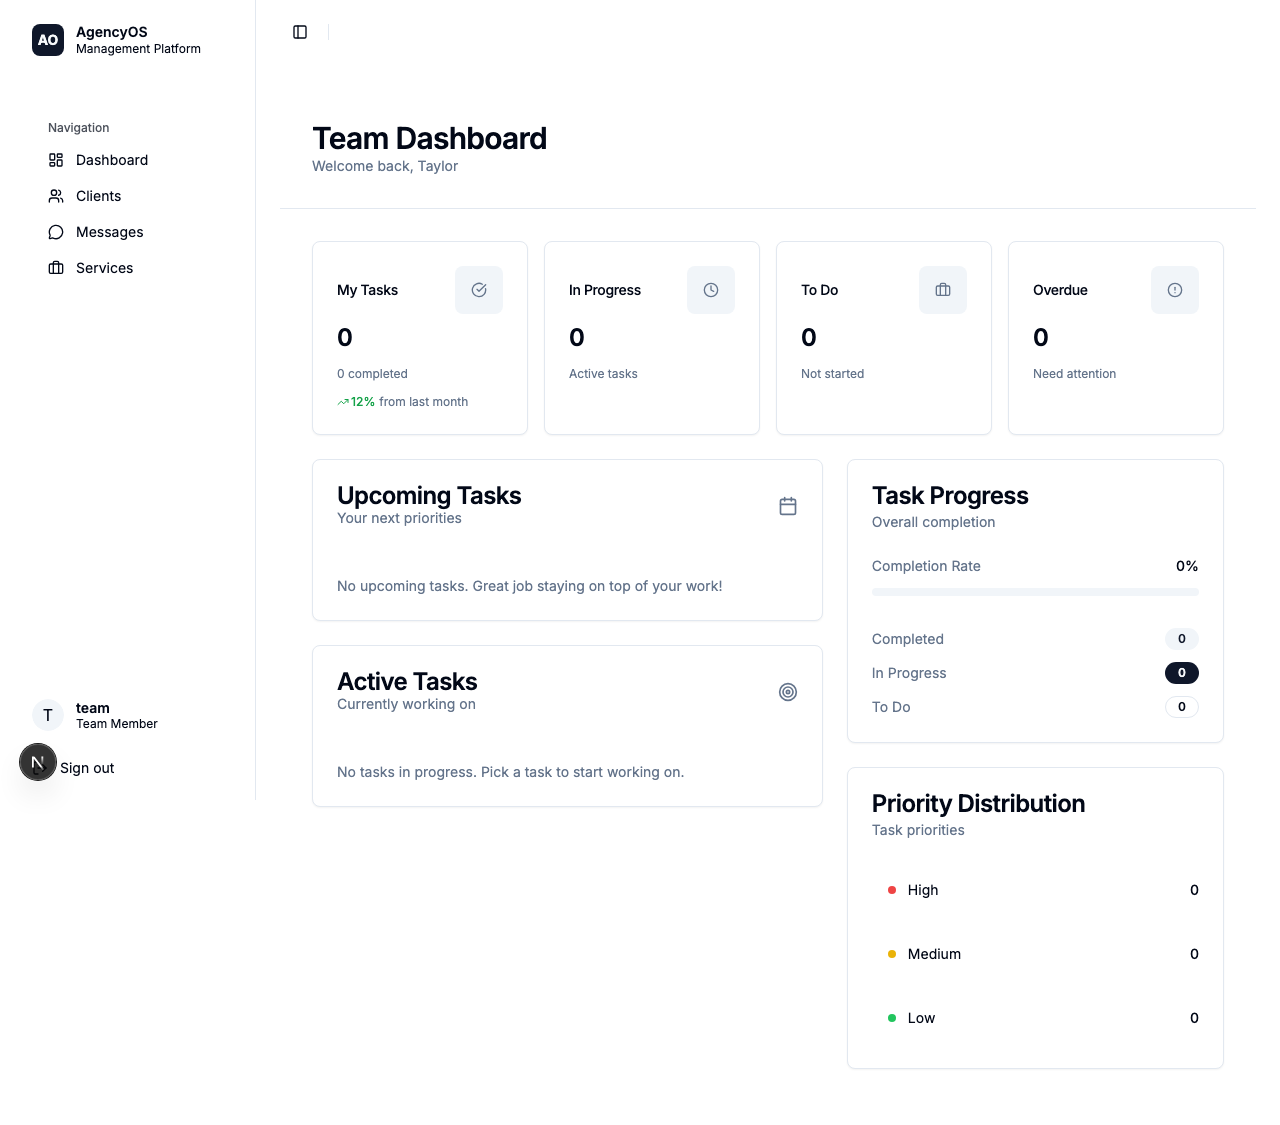 AO
AgencyOS
Management Platform
Navigation
Dashboard
Clients
Messages
Services
T
team
Team Member
N
Sign out
Team Dashboard
Welcome back, Taylor
My Tasks
0
0 completed
12% from last month
In Progress
0
Active tasks
To Do
0
Not started
Overdue
0
Need attention
Upcoming Tasks
Your next priorities
No upcoming tasks. Great job staying on top of your work!
Active Tasks
Currently working on
No tasks in progress. Pick a task to start working on.
Task Progress
Overall completion
Completion Rate 0%
Completed 0
In Progress 0
To Do 0
Priority Distribution
Task priorities
High 0
Medium 0
Low 0